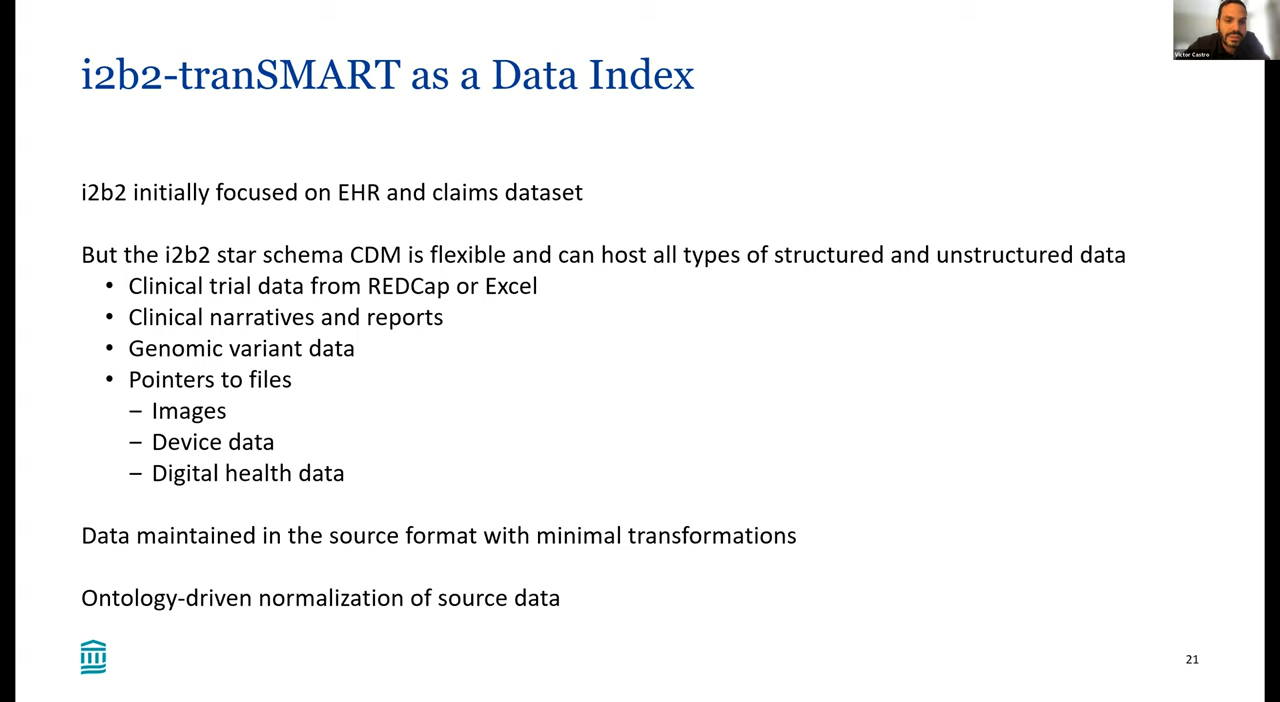 i2b2-tranSMART as a Data Index
Victor Castro
i2b2 initially focused on EHR and claims dataset
But the i2b2 star schema CDM is flexible and can host all types of structured and unstructured data
• Clinical trial data from REDCap or Excel
• Clinical narratives and reports
• Genomic variant data
• Pointers to files
– Images
– Device data
– Digital health data
Data maintained in the source format with minimal transformations
Ontology-driven normalization of source data
21